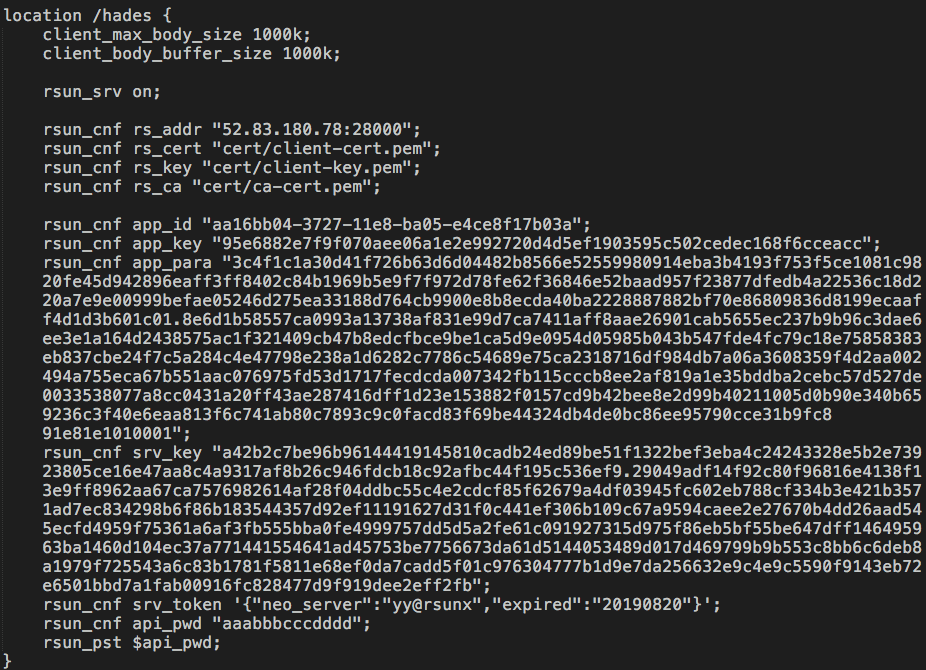 location /hades {
client_max_body_size 1000k;
client_body_buffer_size 1000k;
rsun_srv on;
rsun_cnf rs_addr "52.83.180.78:28000";
rsun_cnf rs_cert "cert/client-cert.pem";
rsun_cnf rs_key "cert/client-key.pem";
rsun_cnf rs_ca "cert/ca-cert.pem";
rsun_cnf app_id "aa16bb04-3727-11e8-ba05-e4ce8f17b03a";
rsun_cnf app_key "95e6882e7f9f070aee06a1e2e992720d4d5ef1903595c502cedec168f6cceacc";
rsun_cnf app_para "3c4f1c1a30d41f726b63d6d04482b8566e52559980914eba3b4193f753f5ce1081c98
20fe45d942896eaff3ff8402c84b1969b5e9f7f972d78fe62f36846e52baad957f23877dfedb4a22536c18d2
20a7e9e00999befae05246d275ea33188d764cb9900e8b8ecda40ba2228887882bf70e86809836d8199ecaaf
f4d1d3b601c01.8e6d1b58557ca0993a13738af831e99d7ca7411aff8aae26901cab5655ec237b9b96c3dae6
ee3e1a164d2438575ac1f321409cb47b8edcfbce9be1ca5d9e0954d05985b043b547fde4fc79c18e75858383
eb837cbe24f7c5a284c4e47798e238a1d6282c7786c54689e75ca2318716df984db7a06a3608359f4d2aa002
494a755eca67b551aac076975fd53d1717fecdcda007342fb115cccb8ee2af819a1e35bddba2cebc57d527de
0033538077a8cc0431a20ff43ae287416dff1d23e153882f0157cd9b42bee8e2d99b40211005d0b90e340b65
9236c3f40e6eaa813f6c741ab80c7893c9c0facd83f69be44324db4de0bc86ee95790cce31b9fc8
91e81e1010001";
rsun_cnf srv_key "a42b2c7be96b96144419145810cadb24ed89be51f1322bef3eba4c24243328e5b2e739
23805ce16e47aa8c4a9317af8b26c946fdcb18c92afbc44f195c536ef9.29049adf14f92c80f96816e4138f1
3e9ff8962aa67ca7576982614af28f04ddbc55c4e2cdcf85f62679a4df03945fc602eb788cf334b3e421b357
1ad7ec834298b6f86b183544357d92ef11191627d31f0c441ef306b109c67a9594caee2e27670b4dd26aad54
5ecfd4959f75361a6af3fb555bba0fe4999757dd5d5a2fe61c091927315d975f86eb5bf55be647dff1464959
63ba1460d104ec37a771441554641ad45753be7756673da61d5144053489d017d469799b9b553c8bb6c6deb8
a1979f725543a6c83b1781f5811e68ef0da7cadd5f01c976304777b1d9e7da256632e9c4e9c5590f9143eb72
e6501bbd7a1fab00916fc828477d9f919dee2eff2fb";
rsun_cnf srv_token '{"neo_server":"yy@rsunx","expired":"20190820"}';
rsun_cnf api_pwd "aaabbbcccdddd";
rsun_pst $api_pwd;
}